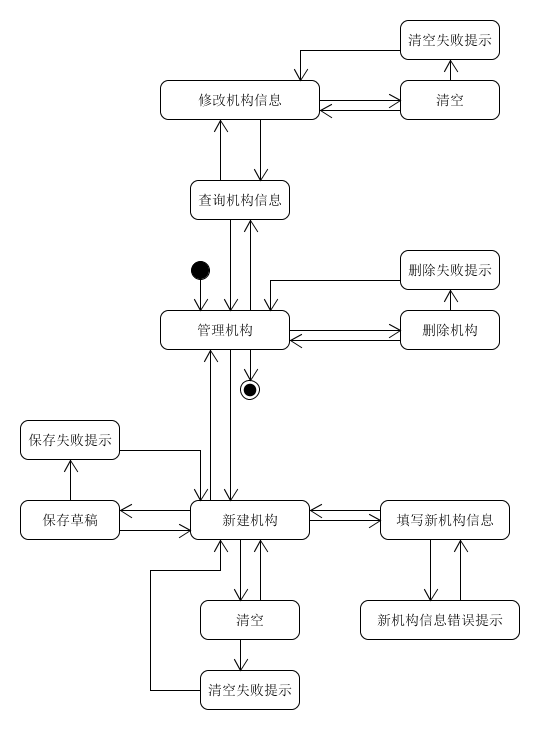 清空失败提示
修改机构信息
清空
查询机构信息
删除失败提示
管理机构
删除机构
保存失败提示
保存草稿
新建机构
填写新机构信息
清空
新机构信息错误提示
清空失败提示